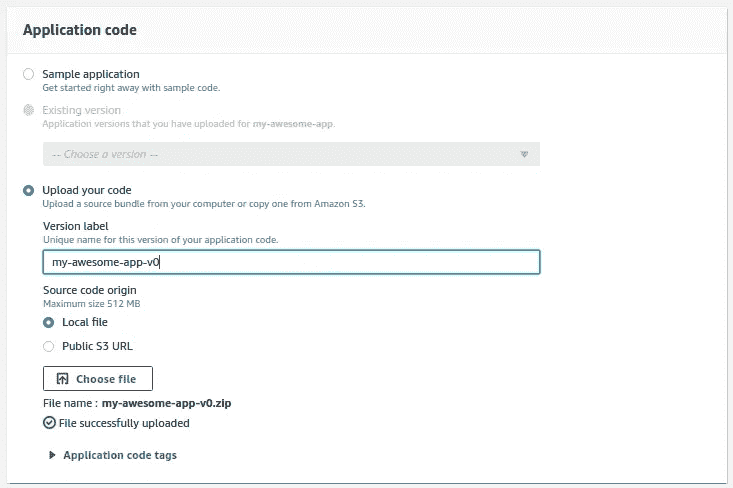 Application code
Sample application
Get started right away with sample code.
Existing version
Application versions that you have uploaded for my-awesome-app.
-- Choose a version --
Upload your code
Upload a source bundle from your computer or copy one from Amazon S3.
Version label
Unique name for this version of your application code.
my-awesome-app-v0
Source code origin
Maximum size 512 MB
Local file
Public S3 URL
Choose file
File name : my-awesome-app-v0.zip
File successfully uploaded
Application code tags